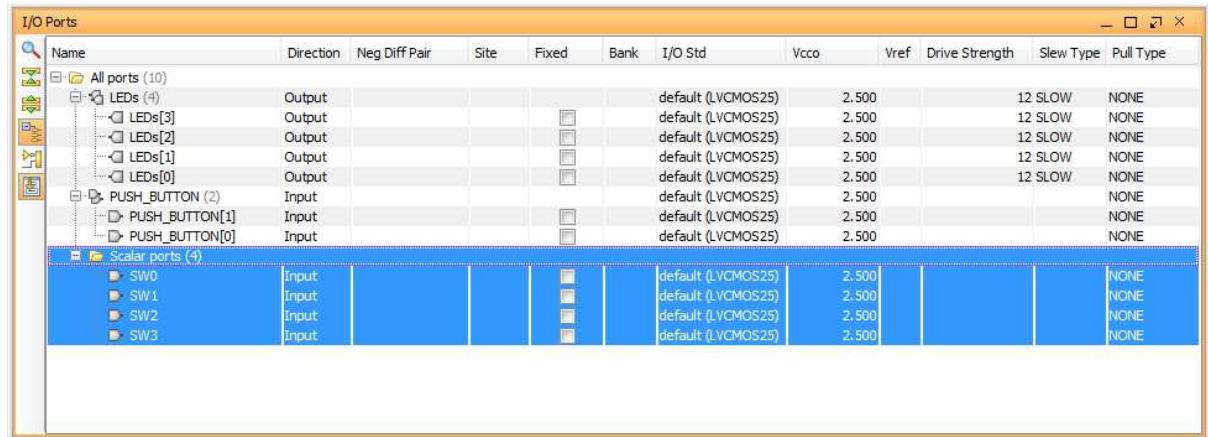 I/O Ports
Name Direction Neg Diff Pair Site Fixed Bank I/O Std Vcco Vref Drive Strength Slew Type Pull Type
All ports (10)
LEDs (4) Output default (LVCMOS25) 2.500 12 SLOW NONE
LEDs[3] Output default (LVCMOS25) 2.500 12 SLOW NONE
LEDs[2] Output default (LVCMOS25) 2.500 12 SLOW NONE
LEDs[1] Output default (LVCMOS25) 2.500 12 SLOW NONE
LEDs[0] Output default (LVCMOS25) 2.500 12 SLOW NONE
PUSH_BUTTON (2) Input default (LVCMOS25) 2.500 NONE
PUSH_BUTTON[1] Input default (LVCMOS25) 2.500 NONE
PUSH_BUTTON[0] Input default (LVCMOS25) 2.500 NONE
Scalar ports (4)
SW0 Input default (LVCMOS25) 2.500 NONE
SW1 Input default (LVCMOS25) 2.500 NONE
SW2 Input default (LVCMOS25) 2.500 NONE
SW3 Input default (LVCMOS25) 2.500 NONE